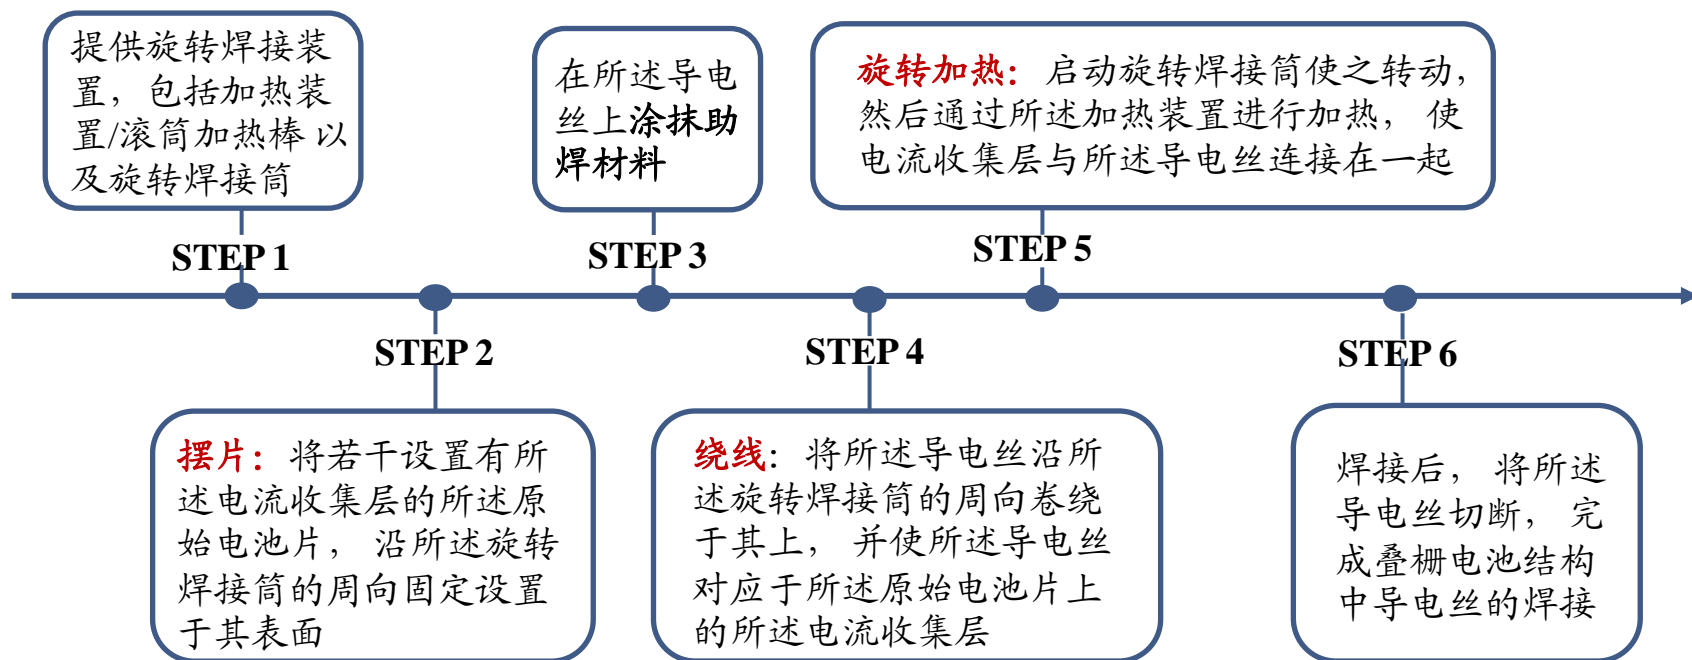 提供旋转焊接装
置，包括加热装
置/滚筒加热棒 以
及旋转焊接筒
STEP 1
摆片：将若干设置有所
述电流收集层的所述原
始电池片， 沿所述旋转
焊接筒的周向固定设置
于其表面
STEP 2
在所述导电
丝上涂抹助
焊材料
STEP 3
绕线：将所述导电丝沿所
述旋转焊接筒的周向卷绕
于其上， 并使所述导电丝
对应于所述原始电池片上
的所述电流收集层
STEP 4
旋转加热：启动旋转焊接筒使之转动，
然后通过所述加热装置进行加热， 使
电流收集层与所述导电丝连接在一起
STEP 5
焊接后， 将所述
导电丝切断， 完
成叠栅电池结构
中导电丝的焊接
STEP 6